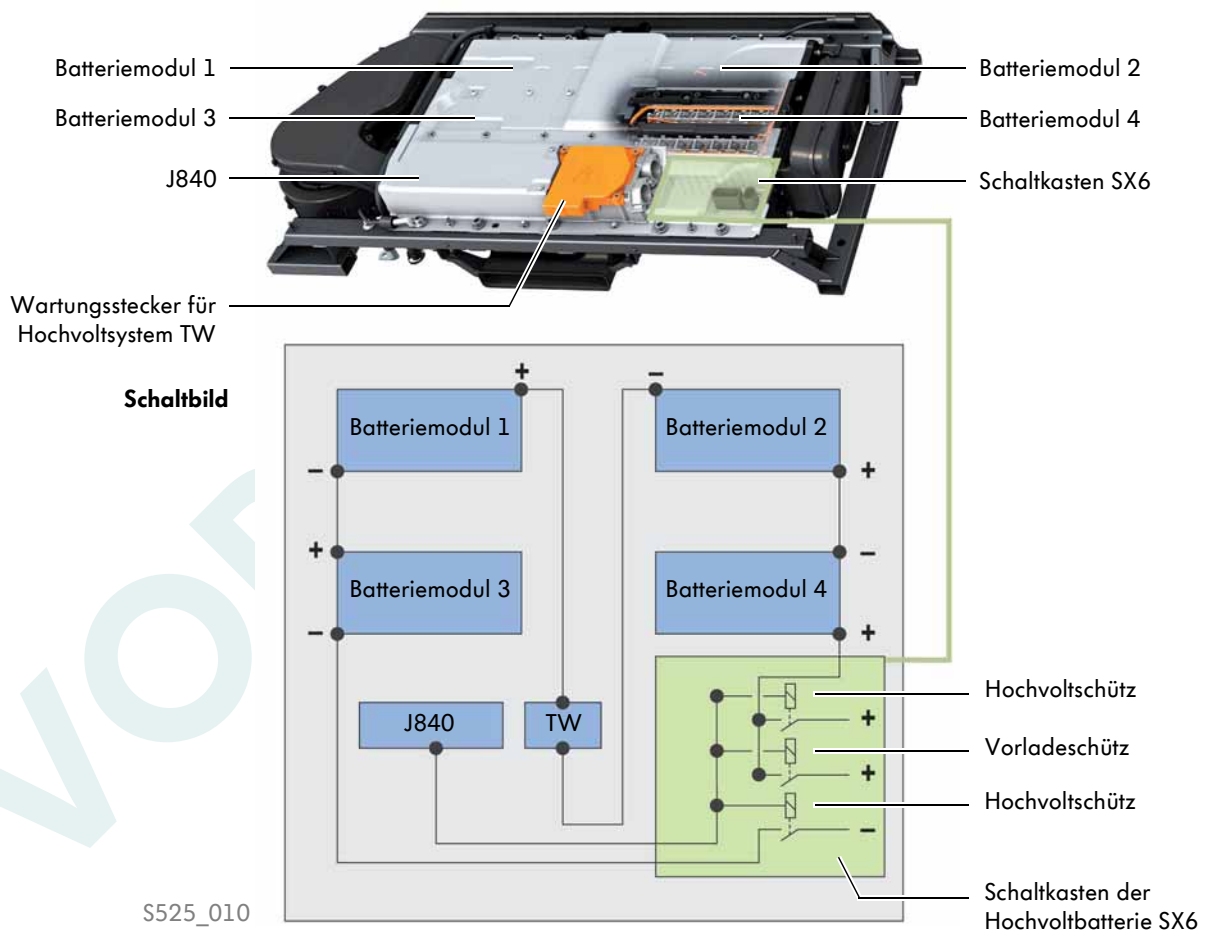 Batteriemodul 1
Batteriemodul 2
Batteriemodul 3
Batteriemodul 4
J840
Schaltkasten SX6
Wartungsstecker für
Hochvoltsystem TW
Schaltbild
+
–
Batteriemodul 1
Batteriemodul 2
–
+
+
–
Batteriemodul 3
Batteriemodul 4
–
+
J840
TW
Hochvoltschütz
+
Vorladeschütz
+
Hochvoltschütz
–
Schaltkasten der
Hochvoltbatterie SX6
S525_010